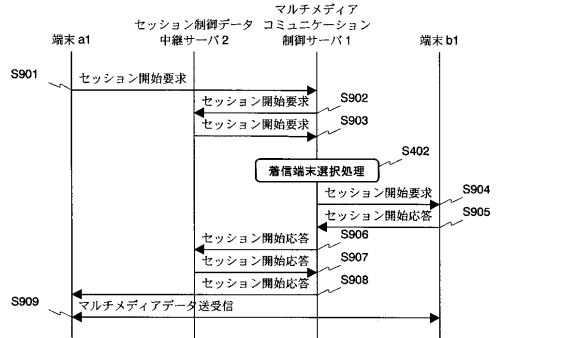 マルチメディア
セッション制御データ コミュニケーション
端末 a1 中継サーバ 2 制御サーバ 1 端末 b1
S901 セッション開始要求
セッション開始要求 S902
セッション開始要求 S903
着信端末選択処理 S402
セッション開始要求 S904
セッション開始応答 S905
セッション開始応答 S906
セッション開始応答 S907
セッション開始応答 S908
S909 マルチメディアデータ送受信